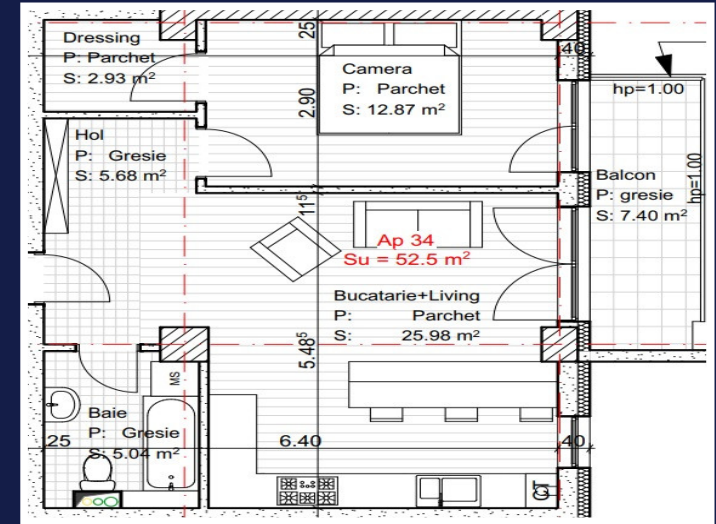 Dressing
P: Parchet
S: 2.93 m²
25
40
Camera
P: Parchet
S: 12.87 m²
hp=1.00
2.90
Hol
P: Gresie
S: 5.68 m²
Balcon
P: gresie
S: 7.40 m²
hp=1.00
11⁵
Ap 34
Su = 52.5 m²
Bucatarie+Living
P: Parchet
S: 25.98 m²
5.48⁵
MS
Baie
P: Gresie
S: 5.04 m²
25
6.40
40
CT